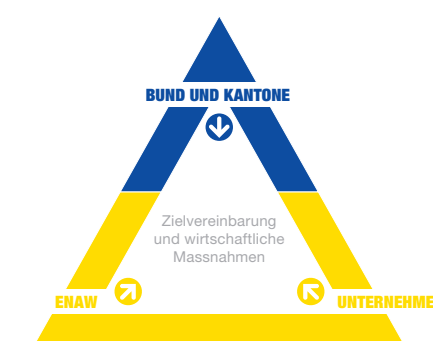 BUND UND KANTONE
Zielvereinbarung
und wirtschaftliche
Massnahmen
ENAW
UNTERNEHME